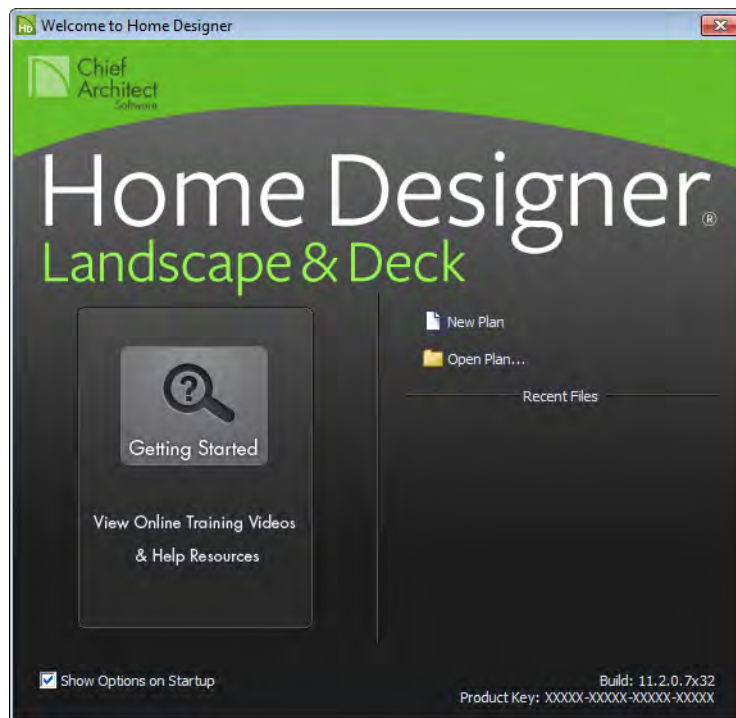 HD Welcome to Home Designer
Chief
Architect
Software
Home Designer®
Landscape & Deck
New Plan
Open Plan...
Recent Files
?
Getting Started
View Online Training Videos
& Help Resources
Show Options on Startup
Build: 11.2.0.7x32
Product Key: XXXXX-XXXXX-XXXXX-XXXXX